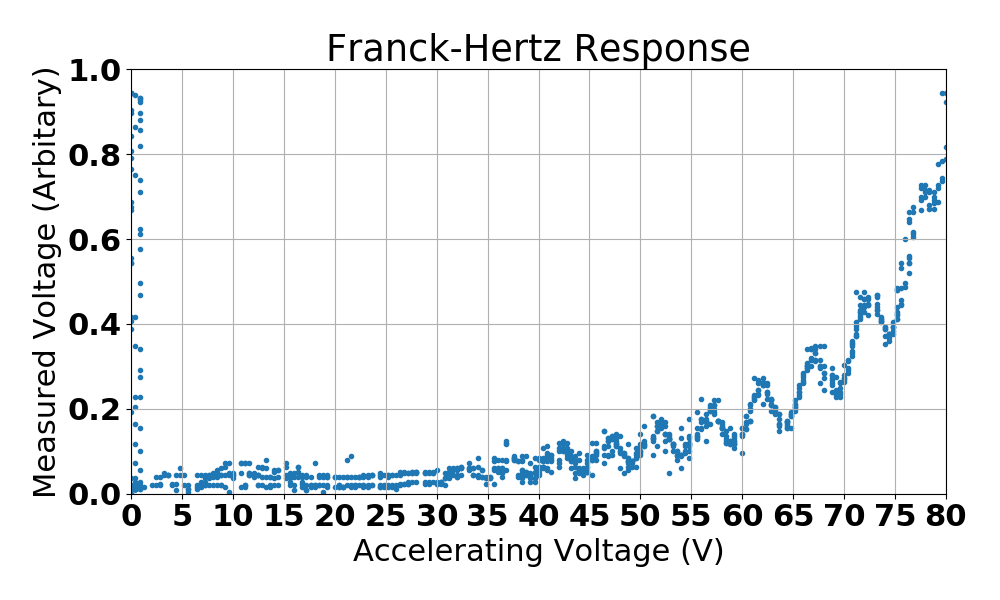 Franck-Hertz Response
Measured Voltage (Arbitary)
1.0
0.8
0.6
0.4
0.2
0.0
0 5 10 15 20 25 30 35 40 45 50 55 60 65 70 75 80
Accelerating Voltage (V)